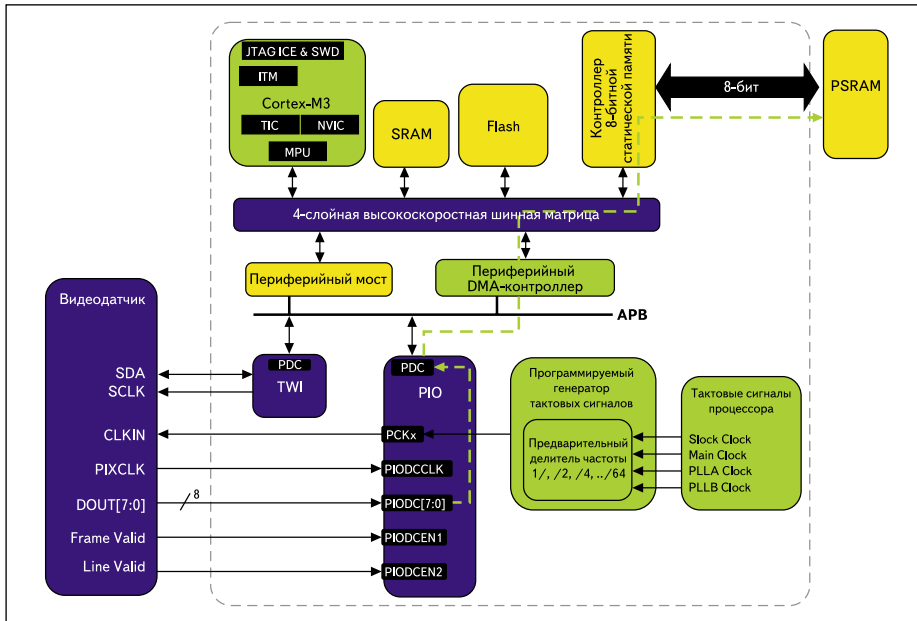 JTAG ICE & SWD
ITM
Cortex-M3
TIC
NVIC
MPU
SRAM
Flash
Контроллер
8-битной
статической памяти
8-бит
PSRAM
4-слойная высокоскоростная шинная матрица
Периферийный мост
Периферийный
DMA-контроллер
APB
Видеодатчик
SDA
SCLK
CLKIN
PIXCLK
DOUT[7:0]
8
Frame Valid
Line Valid
PDC
TWI
PDC
PIO
PCKx
PIODCCLK
PIODC[7:0]
PIODCEN1
PIODCEN2
Программируемый
генератор
тактовых сигналов
Предварительный
делитель частоты
1/, /2, /4, ../64
Тактовые сигналы
процессора
Slock Clock
Main Clock
PLLA Clock
PLLB Clock